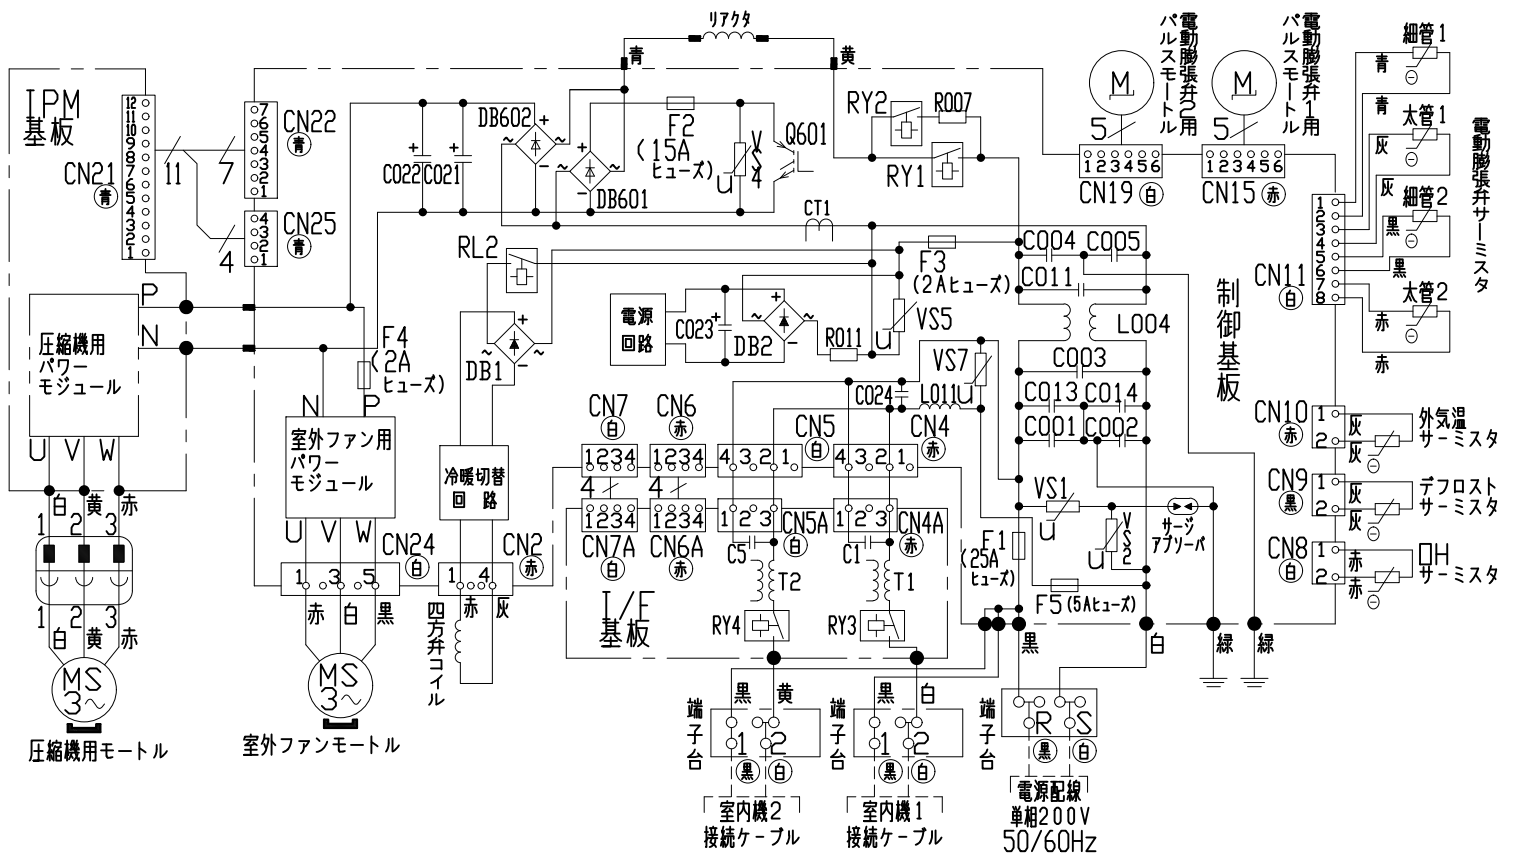 リアクタ
青
黄
IPM
基板
12
11
10
9
8
7
6
5
4
3
2
1
CN21
青
11
7
4
7
6
5
4
3
2
1
CN22
青
4
3
2
1
CN25
青
C022
C021
DB602
DB601
F2
(15A
ヒューズ)
VS4
u
Q601
RY2
R007
RY1
CT1
M
5
電動膨張弁2用
パルスモートル
M
5
電動膨張弁1用
パルスモートル
123456
CN19
白
123456
CN15
赤
細管1
青
青
太管1
灰
灰
細管2
黒
黒
太管2
赤
赤
電動膨張弁サーミスタ
1
2
3
4
5
6
7
8
CN11
白
制御基板
RL2
DB1
電源
回路
C023
DB2
R011
F3
(2Aヒューズ)
VS5
u
C004
C005
C011
L004
C003
C013
C014
C001
C002
VS7
u
C024
L011
P
N
圧縮機用
パワー
モジュール
U
V
W
F4
(2A
ヒューズ)
N
P
室外ファン用
パワー
モジュール
U
V
W
冷暖切替
回路
CN7
白
1234
CN6
赤
1234
CN5
白
4321
CN4
赤
4321
4
4
1234
CN7A
白
1234
CN6A
赤
123
CN5A
白
123
CN4A
赤
C5
C1
T2
T1
RY4
RY3
I/F
基板
VS1
u
VS2
u
サージ
アブソーバ
F1
(25A
ヒューズ)
F5(5Aヒューズ)
CN10
赤
1
2
灰
灰
外気温
サーミスタ
CN9
黒
1
2
灰
灰
デフロスト
サーミスタ
CN8
白
1
2
赤
赤
OH
サーミスタ
白
黄
赤
1
2
3
1
2
3
白
黄
赤
MS
3~
圧縮機用モートル
1
3
5
CN24
白
赤
白
黒
MS
3~
室外ファンモートル
1
4
CN2
赤
赤
灰
四方弁コイル
黒
白
緑
緑
端子台
黒
黄
1
2
黒
白
室内機2
接続ケーブル
端子台
黒
白
1
2
黒
白
室内機1
接続ケーブル
端子台
R
S
黒
白
電源配線
単相200V
50/60Hz